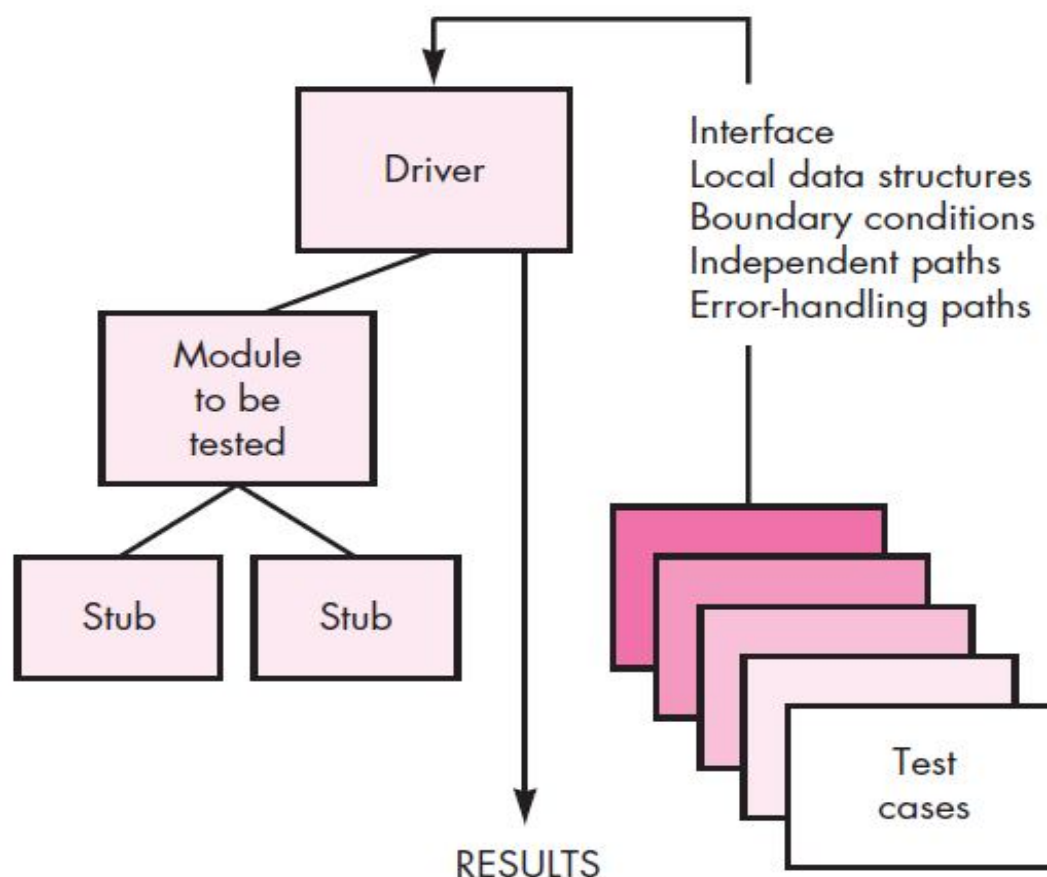 Driver
Interface
Local data structures
Boundary conditions
Independent paths
Error-handling paths
Module
to be
tested
Stub
Stub
Test
cases
RESULTS